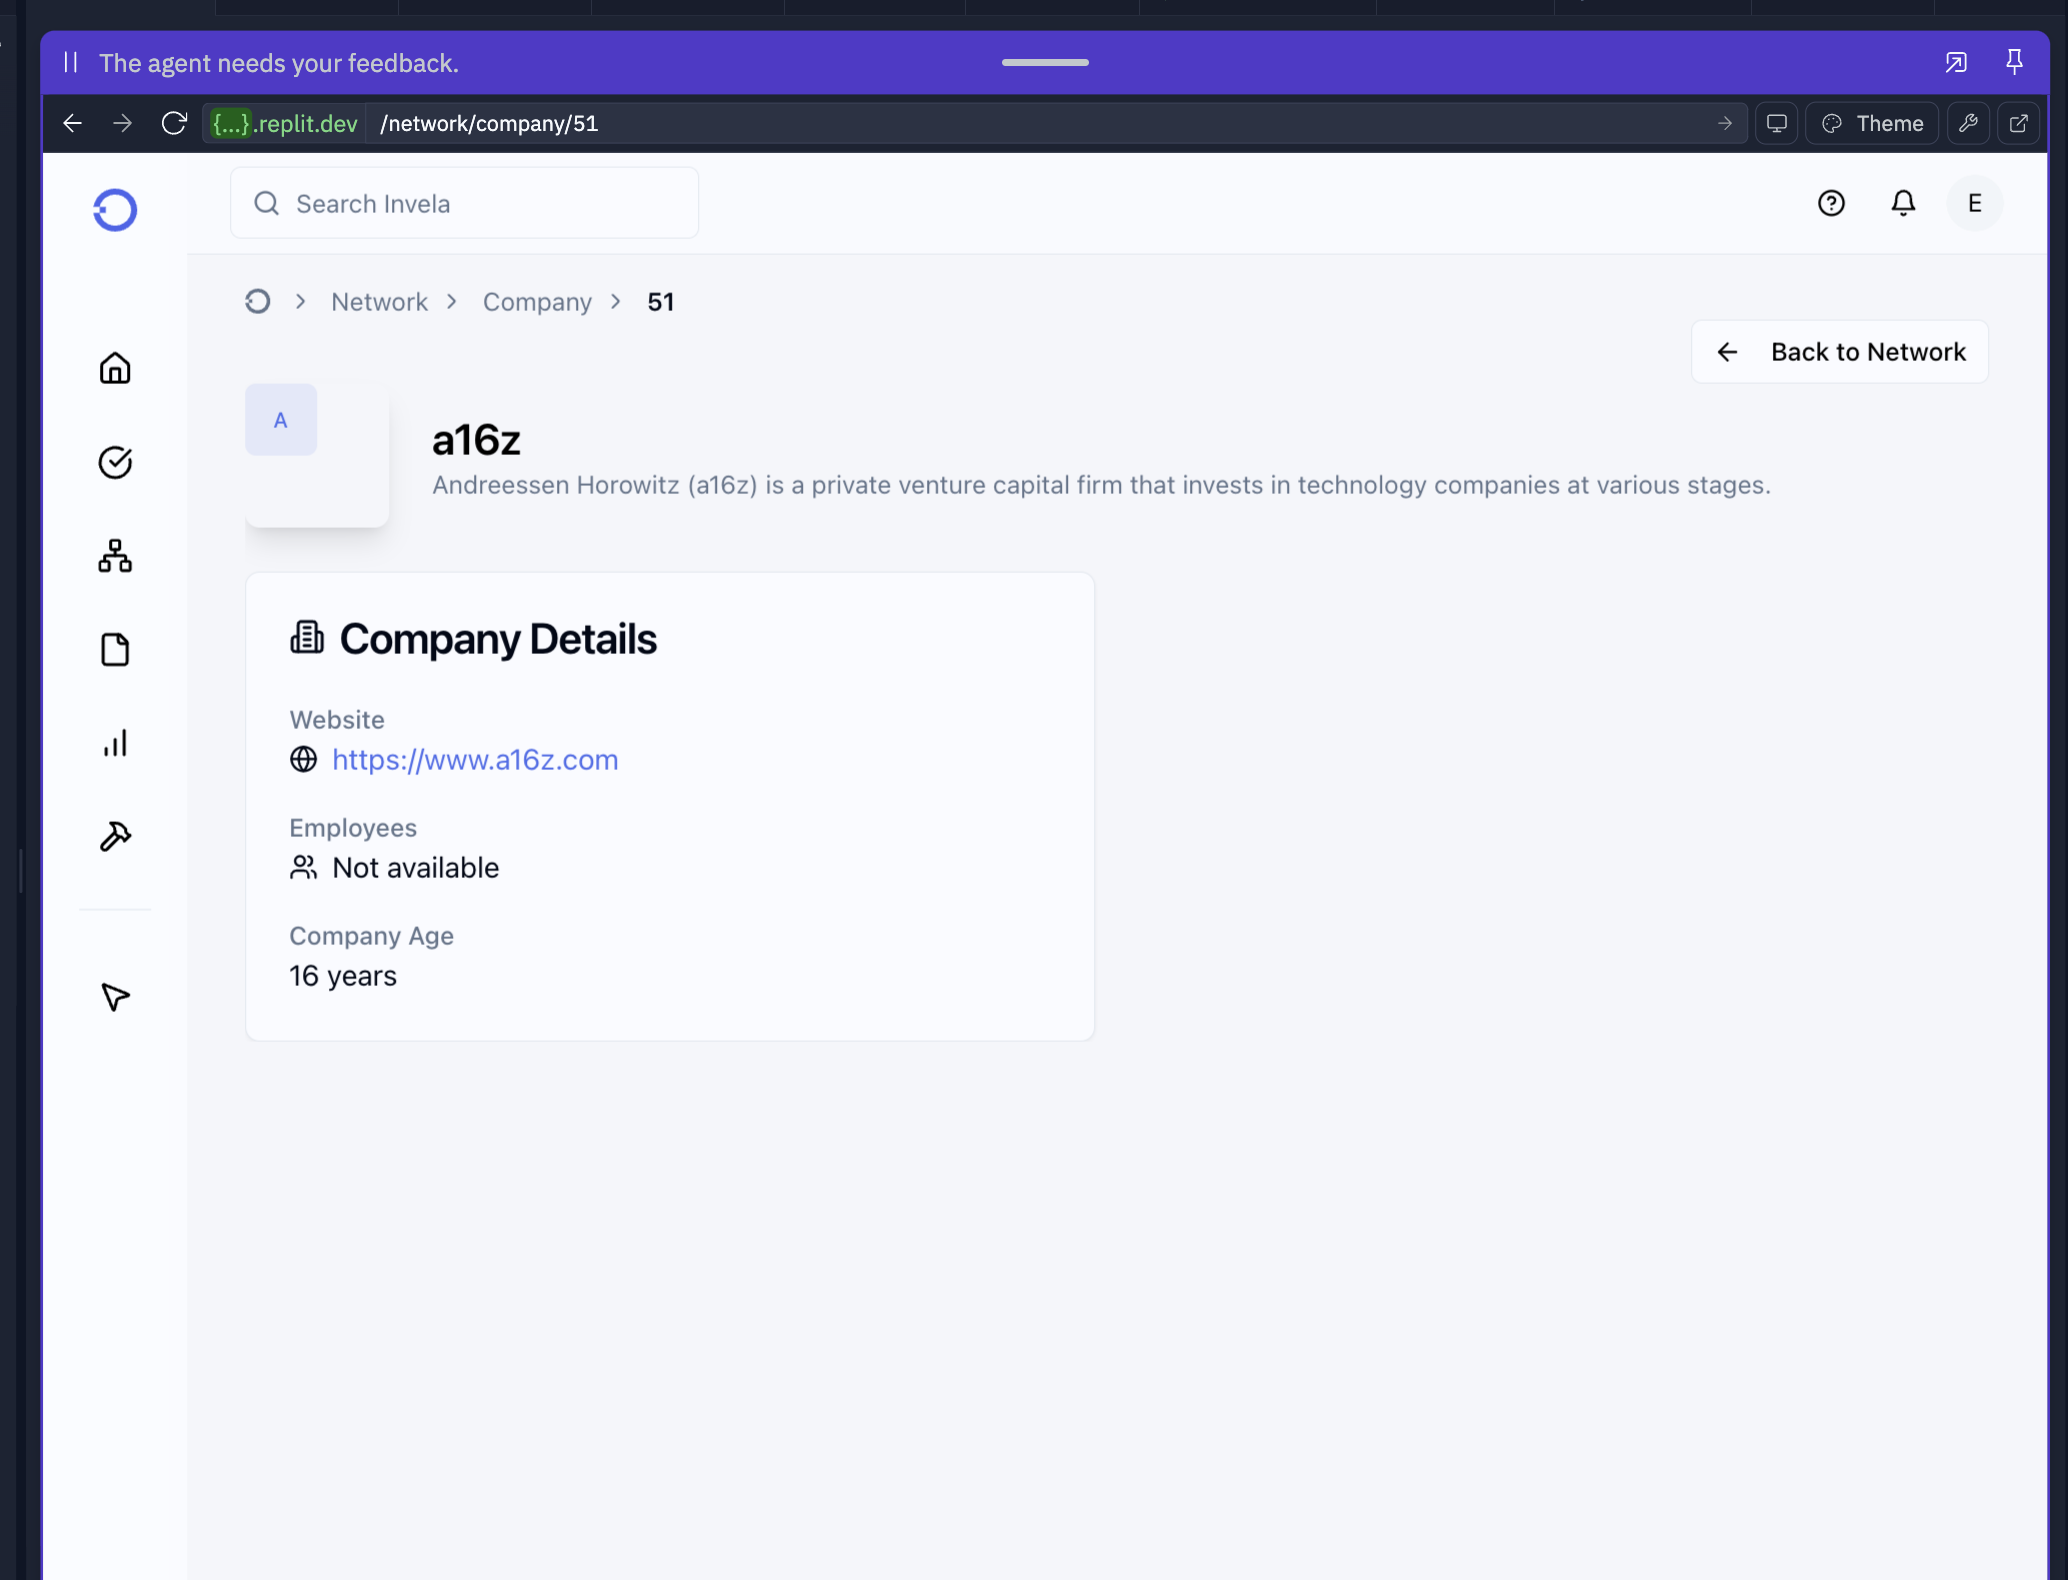 The agent needs your feedback.
{...}.replit.dev /network/company/51
Theme
Search Invela
E
Network Company 51
Back to Network
A
a16z
Andreessen Horowitz (a16z) is a private venture capital firm that invests in technology companies at various stages.
Company Details
Website
https://www.a16z.com
Employees
Not available
Company Age
16 years